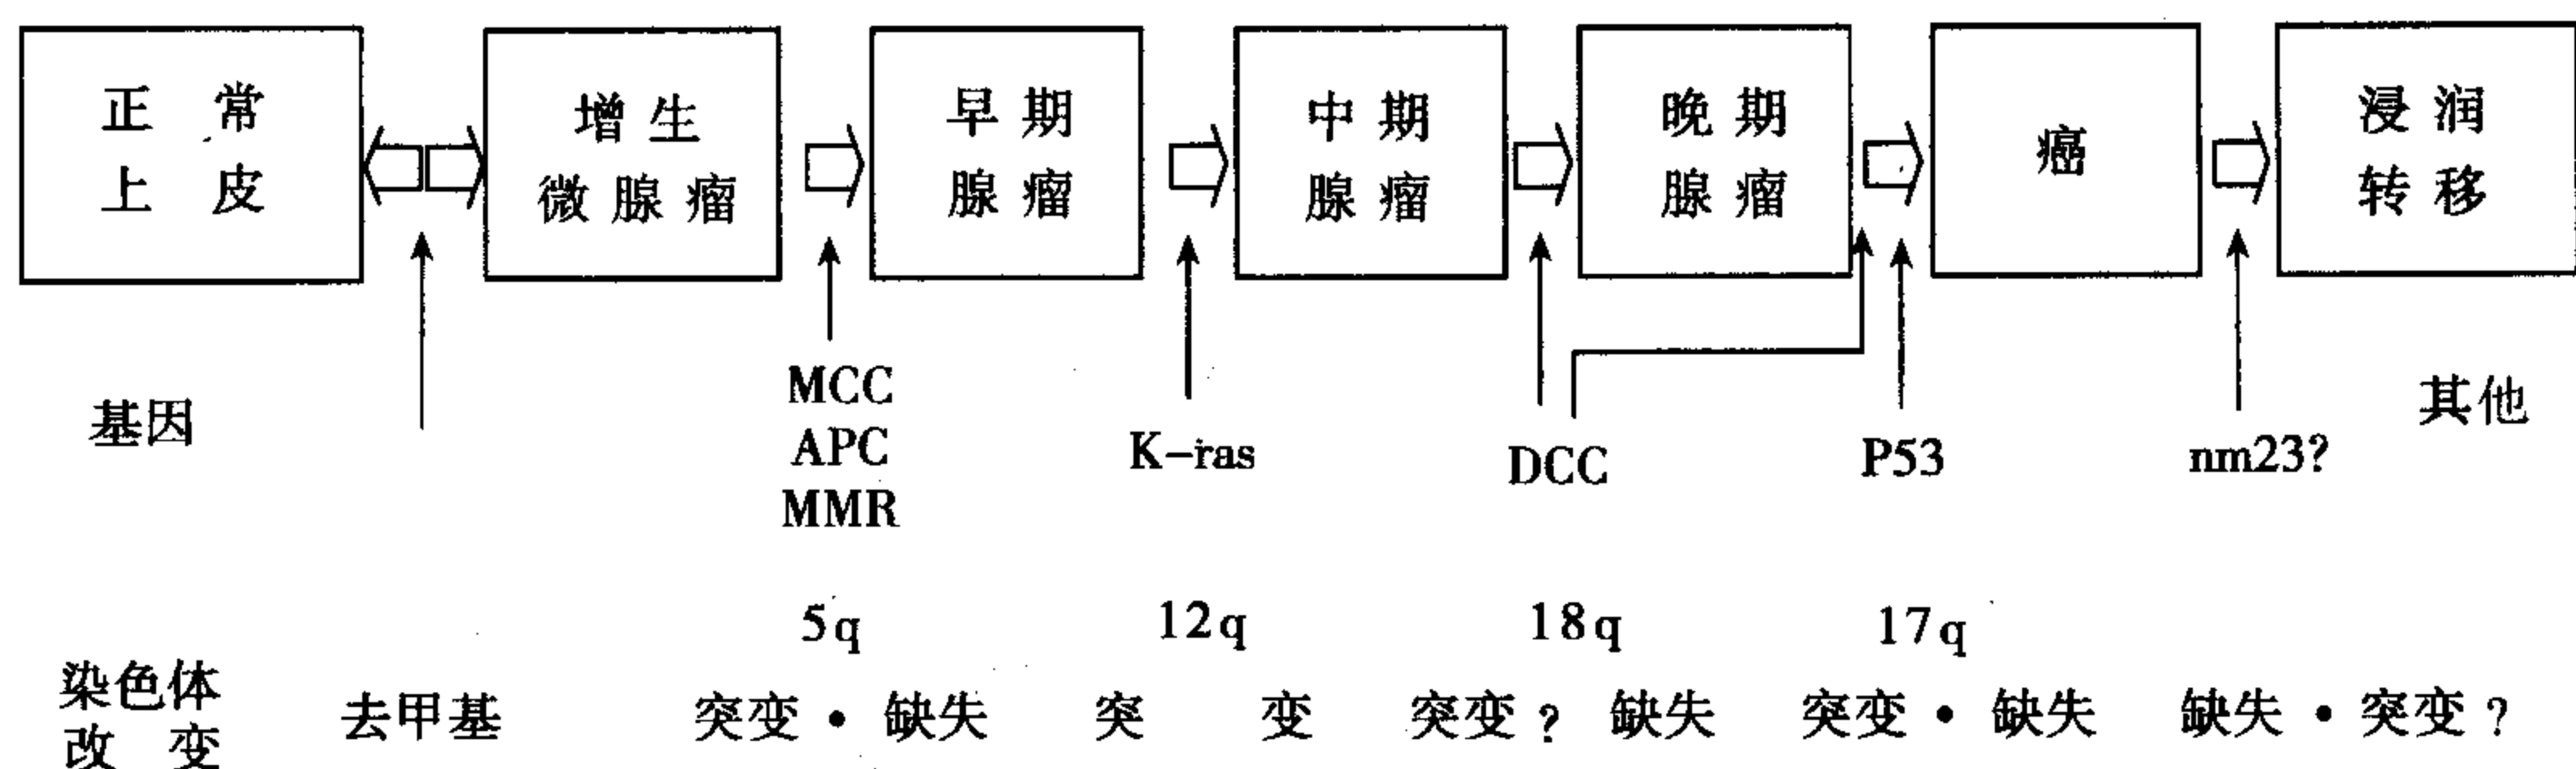 正常
上皮
增生
微腺瘤
早期
腺瘤
中期
腺瘤
晚期
腺瘤
癌
浸润
转移
基因
MCC
APC
MMR
K-ras
DCC
P53
nm23?
其他
5q
12q
18q
17q
染色体
改变
去甲基
突变·缺失
突变
突变?缺失
突变·缺失
缺失·突变?